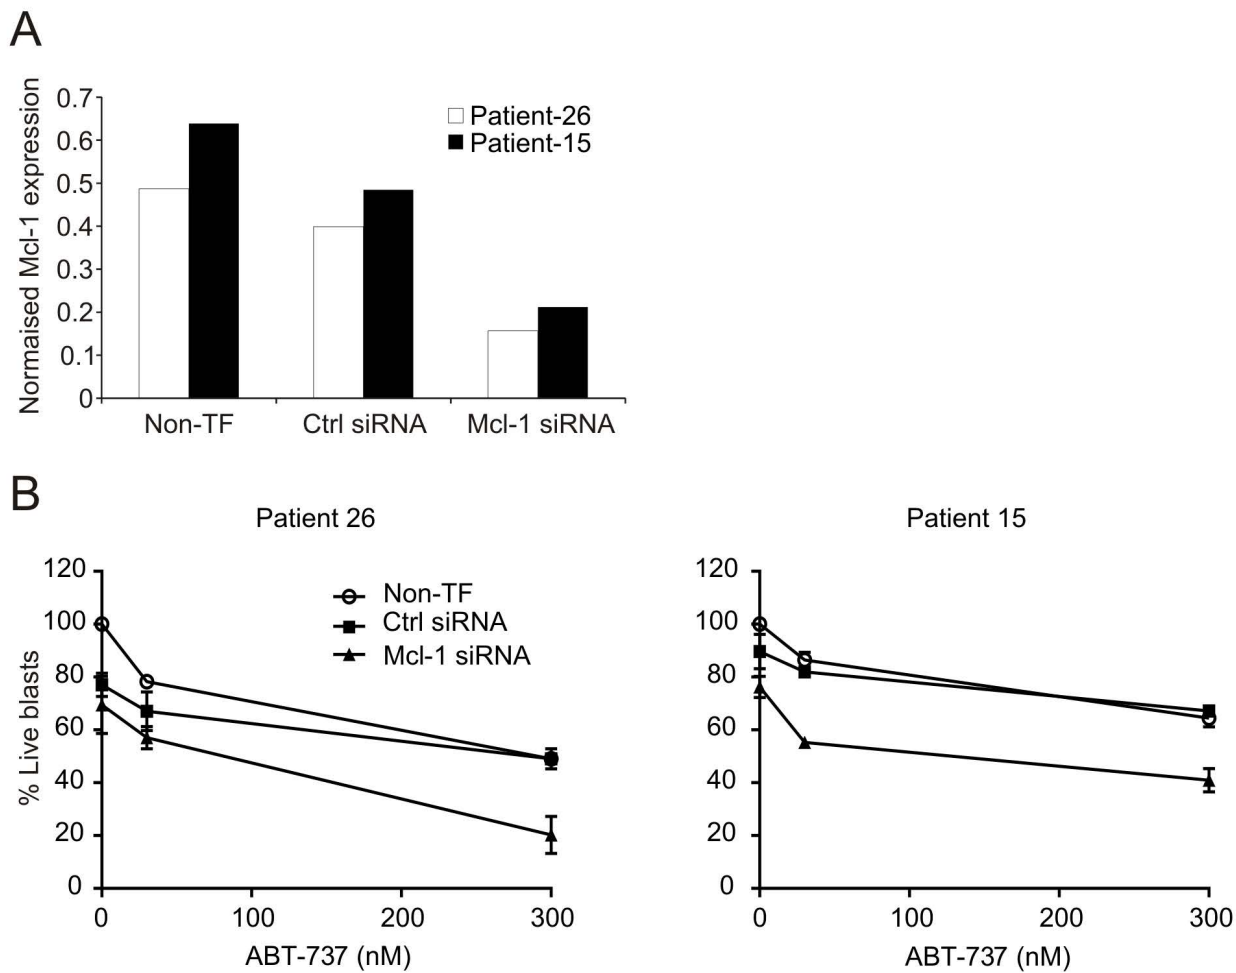 A
Normaised Mcl-1 expression
0.7
0.6
0.5
0.4
0.3
0.2
0.1
0
Patient-26
Patient-15
Non-TF Ctrl siRNA Mcl-1 siRNA
B
Patient 26
% Live blasts
120
100
80
60
40
20
0
Non-TF
Ctrl siRNA
Mcl-1 siRNA
0 100 200 300
ABT-737 (nM)
Patient 15
120
100
80
60
40
20
0
0 100 200 300
ABT-737 (nM)